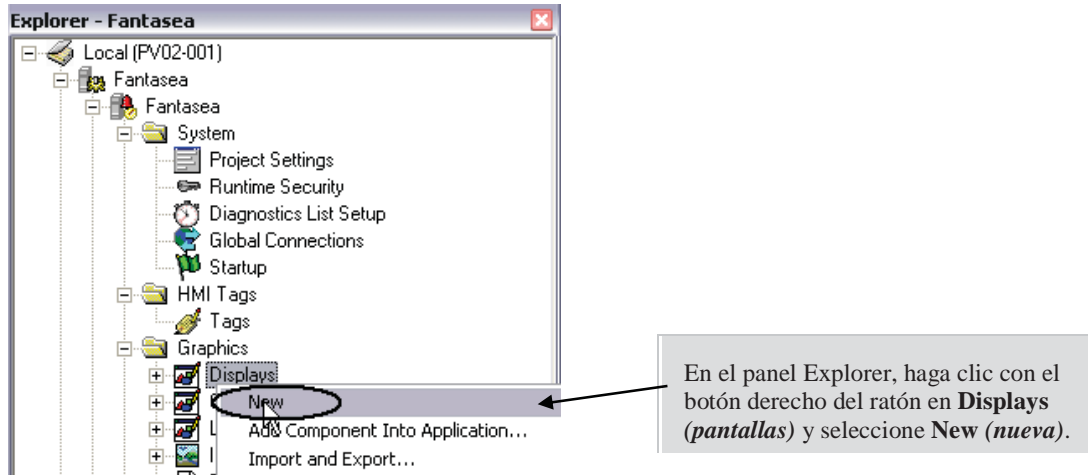 Explorer - Fantasea
Local (PV02-001)
Fantasea
Fantasea
System
Project Settings
Runtime Security
Diagnostics List Setup
Global Connections
Startup
HMI Tags
Tags
Graphics
Displays
New
Add Component Into Application...
Import and Export...
En el panel Explorer, haga clic con el
botón derecho del ratón en Displays
(pantallas) y seleccione New (nueva).